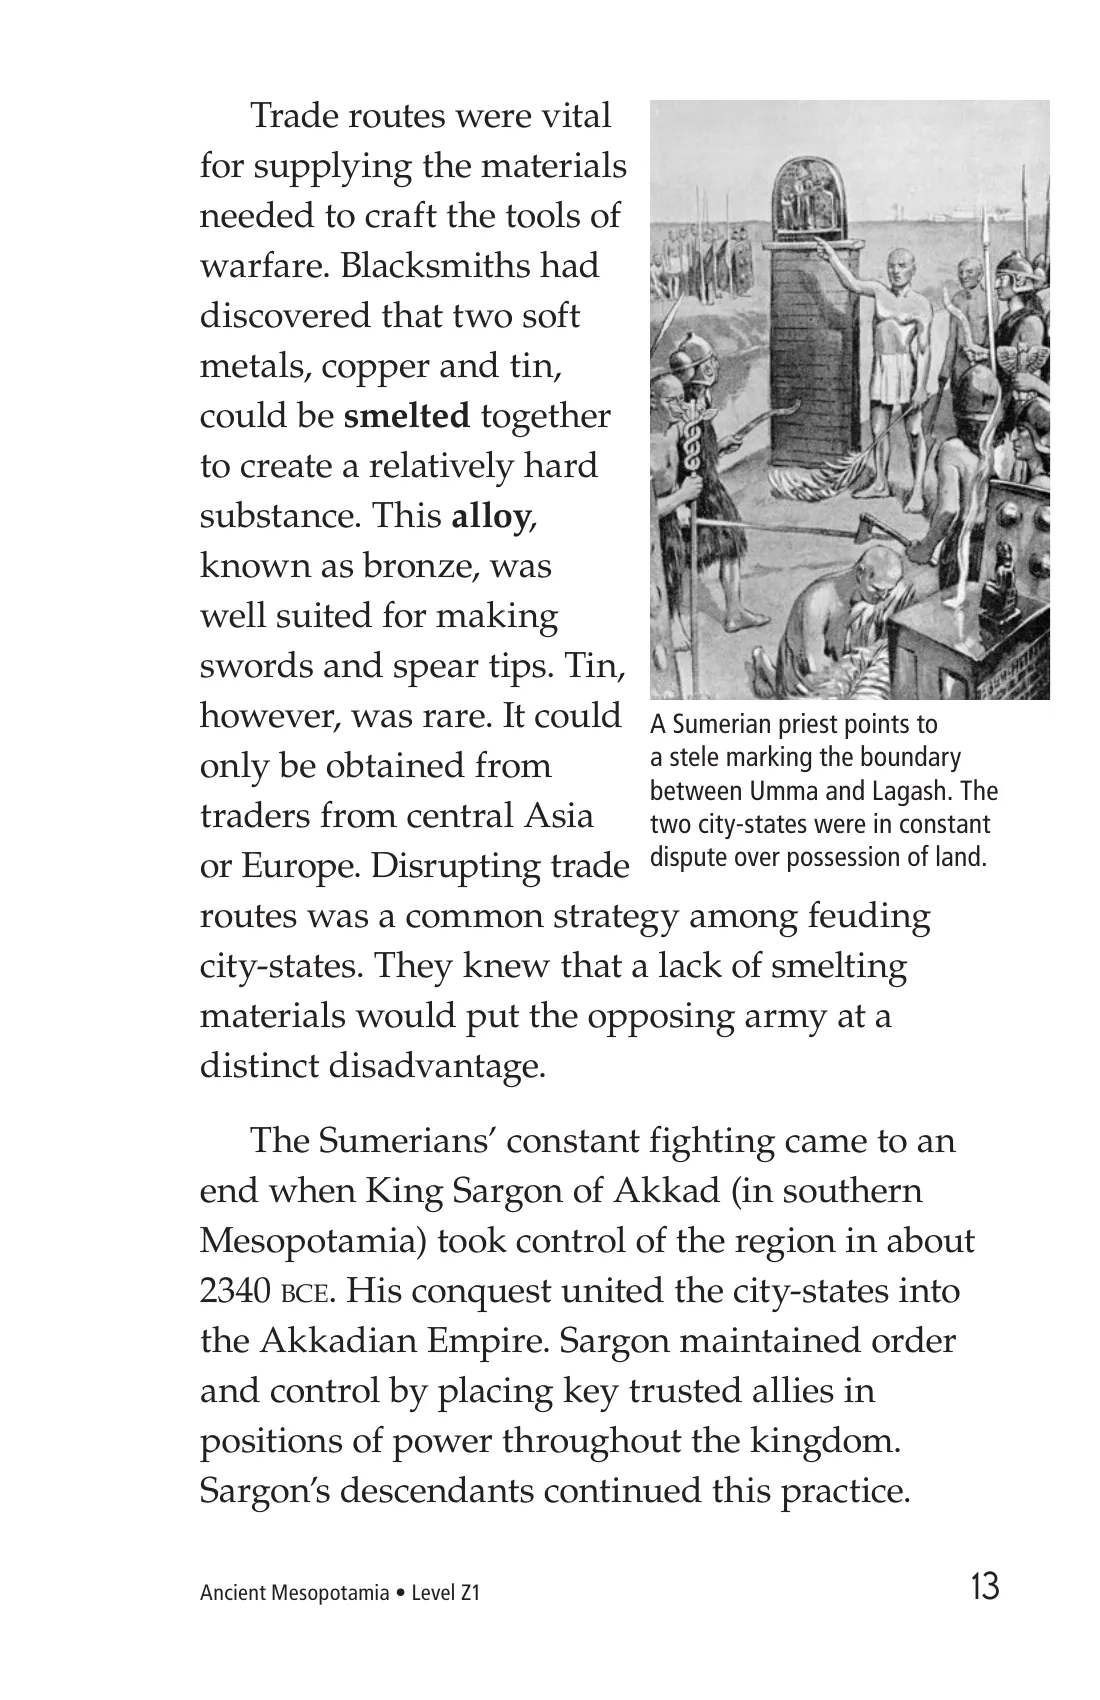 Trade routes were vital
for supplying the materials
needed to craft the tools of
warfare. Blacksmiths had
discovered that two soft
metals, copper and tin,
could be smelted together
to create a relatively hard
substance. This alloy,
known as bronze, was
well suited for making
swords and spear tips. Tin,
however, was rare. It could
only be obtained from
traders from central Asia
or Europe. Disrupting trade
routes was a common strategy among feuding
city-states. They knew that a lack of smelting
materials would put the opposing army at a
distinct disadvantage.
A Sumerian priest points to
a stele marking the boundary
between Umma and Lagash. The
two city-states were in constant
dispute over possession of land.
The Sumerians’ constant fighting came to an
end when King Sargon of Akkad (in southern
Mesopotamia) took control of the region in about
2340 BCE. His conquest united the city-states into
the Akkadian Empire. Sargon maintained order
and control by placing key trusted allies in
positions of power throughout the kingdom.
Sargon’s descendants continued this practice.
Ancient Mesopotamia • Level Z1
13